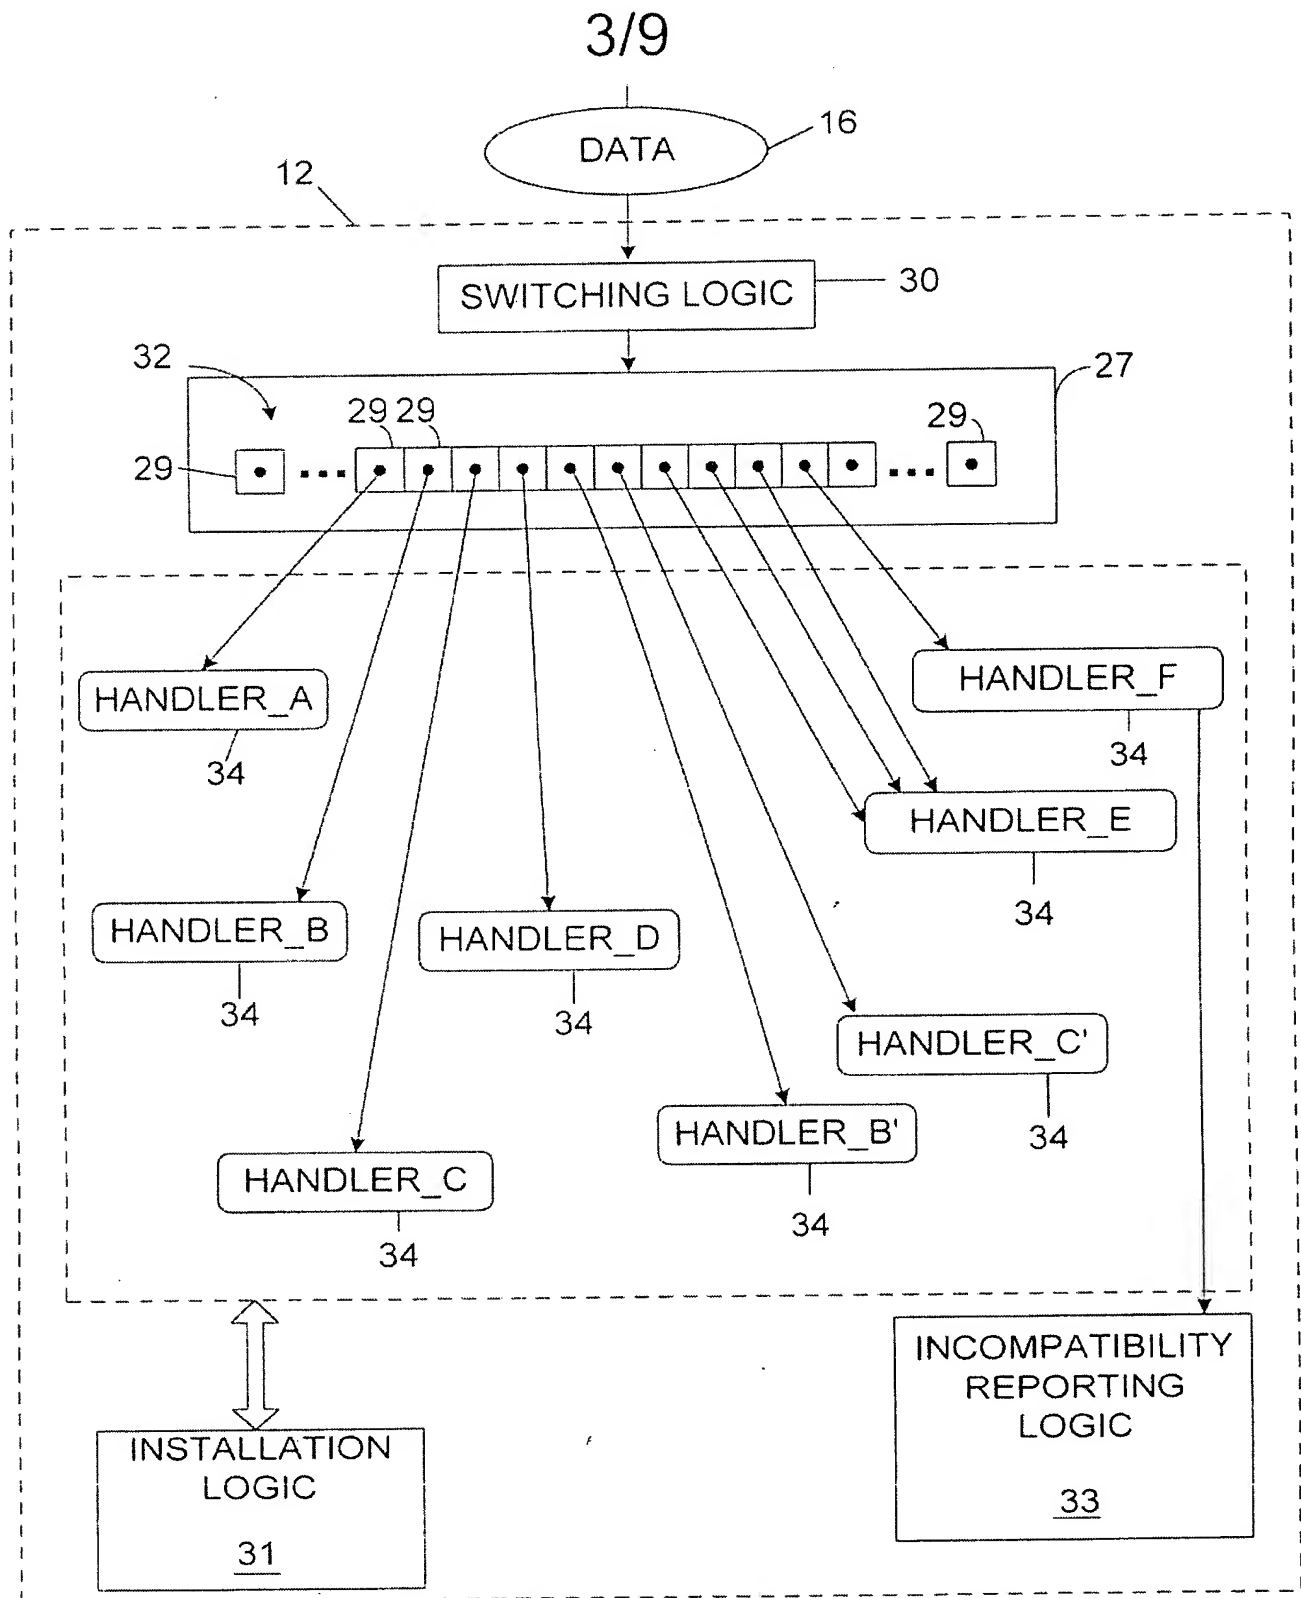 3/9
DATA
16
12
SWITCHING LOGIC
30
32
27
29 29
29
29
HANDLER_A
34
HANDLER_F
34
HANDLER_E
34
HANDLER_B
34
HANDLER_D
34
HANDLER_C'
34
HANDLER_B'
34
HANDLER_C
34
INCOMPATIBILITY
REPORTING
LOGIC
33
INSTALLATION
LOGIC
31